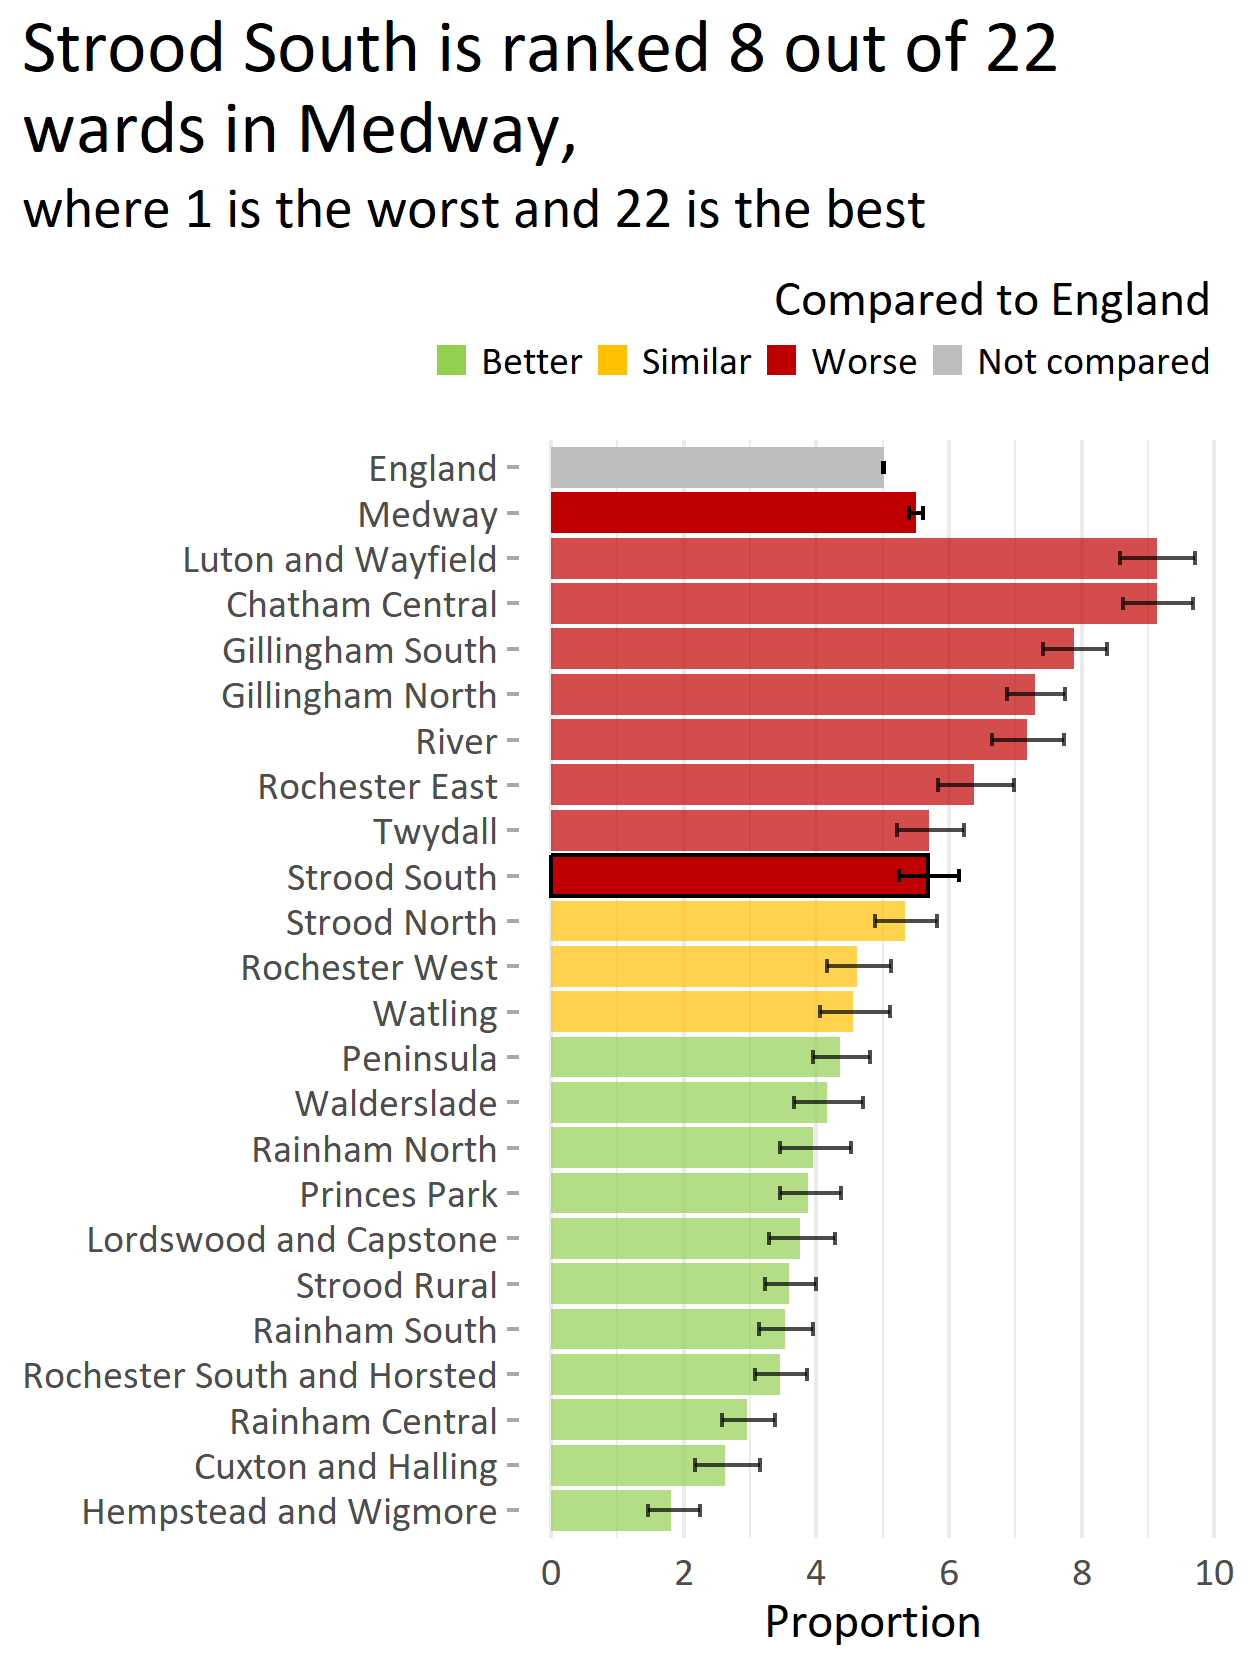 Strood South is ranked 8 out of 22
wards in Medway,
where 1 is the worst and 22 is the best
Compared to England
Better Similar Worse Not compared
England
Medway
Luton and Wayfield
Chatham Central
Gillingham South
Gillingham North
River
Rochester East
Twydall
Strood South
Strood North
Rochester West
Watling
Peninsula
Walderslade
Rainham North
Princes Park
Lordswood and Capstone
Strood Rural
Rainham South
Rochester South and Horsted
Rainham Central
Cuxton and Halling
Hempstead and Wigmore
0 2 4 6 8 10
Proportion